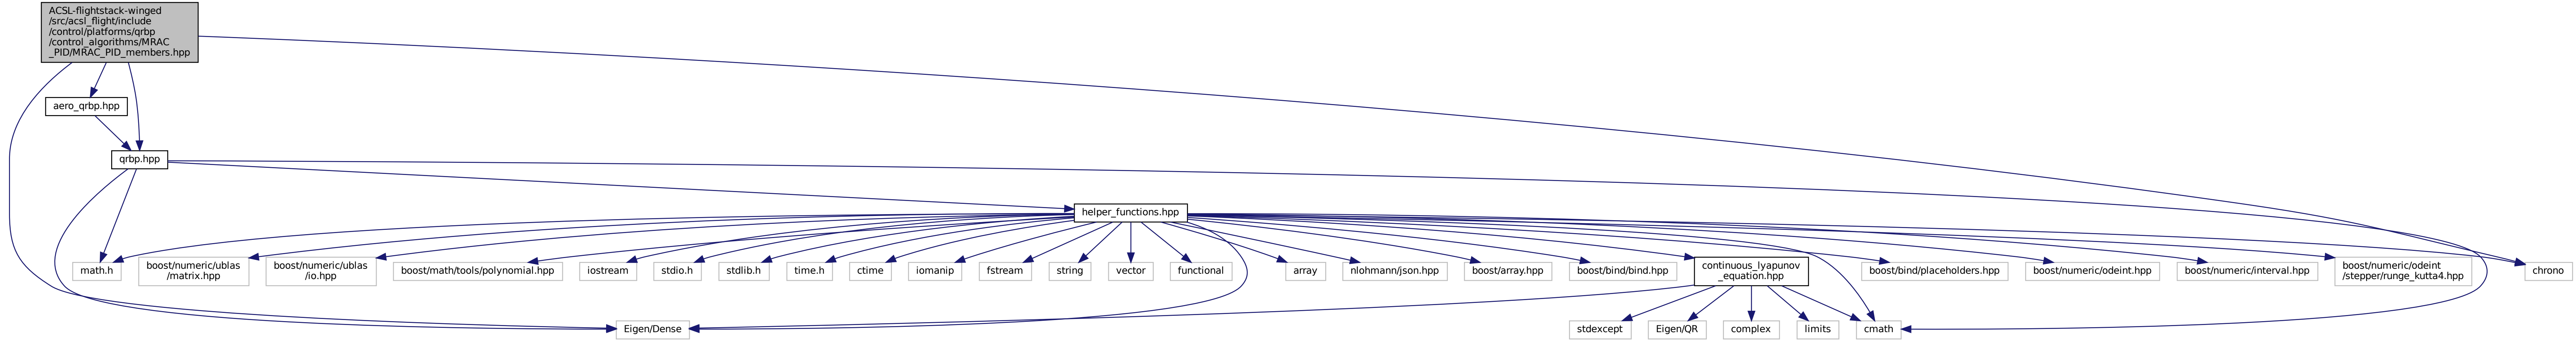 ACSL-flightstack-winged
/src/acsl_flight/include
/control/platforms/qrbp
/control_algorithms/MRAC
_PID/MRAC_PID_members.hpp
aero_qrbp.hpp
qrbp.hpp
helper_functions.hpp
math.h
boost/numeric/ublas
/matrix.hpp
boost/numeric/ublas
/io.hpp
boost/math/tools/polynomial.hpp
iostream
stdio.h
stdlib.h
time.h
ctime
iomanip
fstream
string
vector
functional
array
nlohmann/json.hpp
boost/array.hpp
boost/bind/bind.hpp
continuous_lyapunov
_equation.hpp
boost/bind/placeholders.hpp
boost/numeric/odeint.hpp
boost/numeric/interval.hpp
boost/numeric/odeint
/stepper/runge_kutta4.hpp
chrono
Eigen/Dense
stdexcept
Eigen/QR
complex
limits
cmath